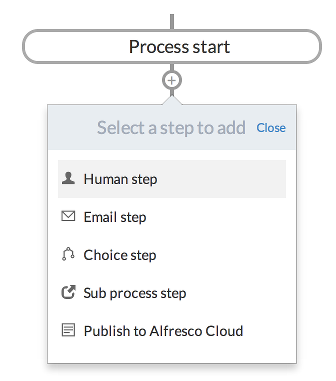 Process start
Select a step to add Close
Human step
Email step
Choice step
Sub process step
Publish to Alfresco Cloud